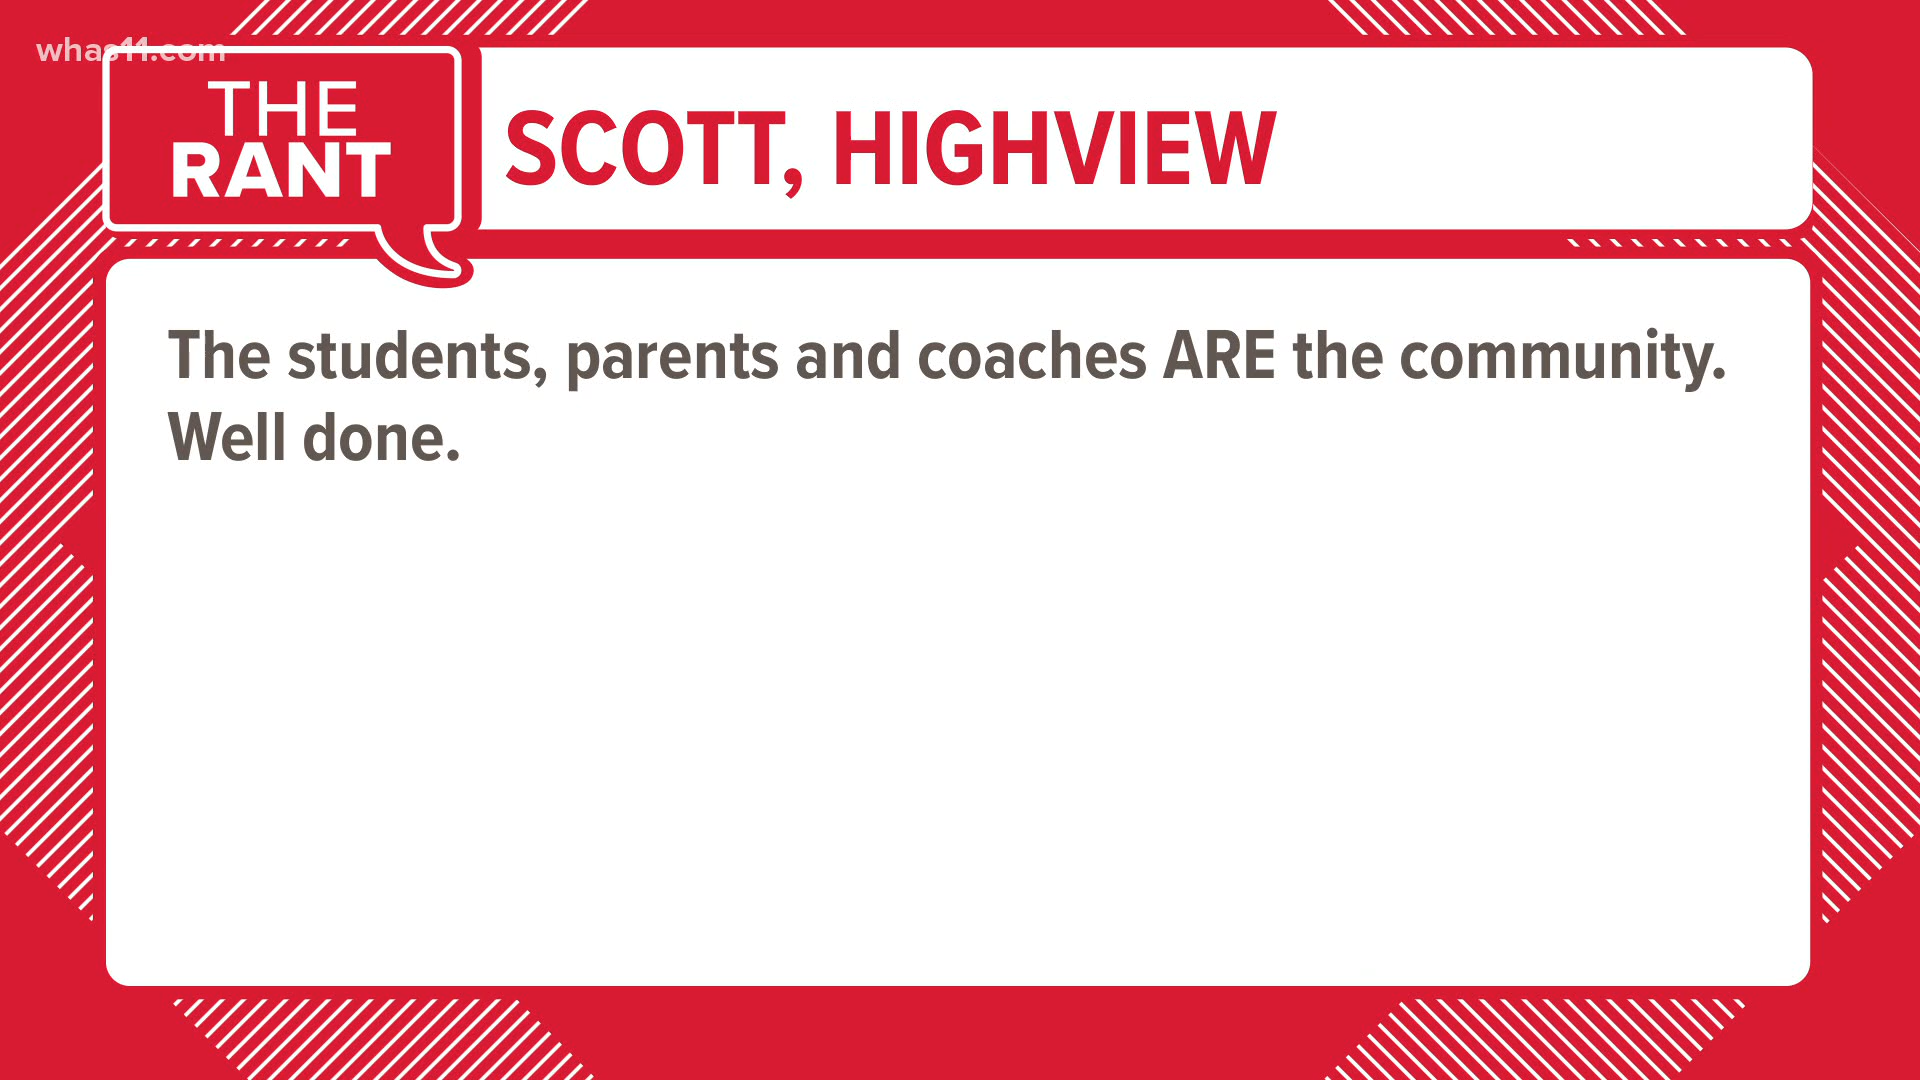 whas11.com
THE
RANT
SCOTT, HIGHVIEW
The students, parents and coaches ARE the community.
Well done.